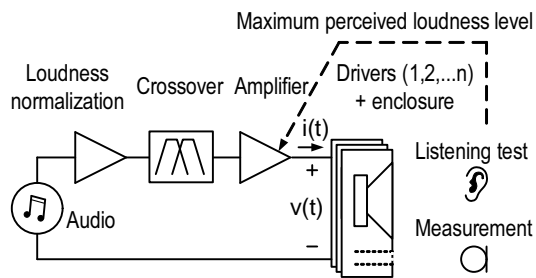 Maximum perceived loudness level
Loudness
normalization
Crossover
Amplifier
Drivers (1,2,...n)
+ enclosure
i(t)
+
v(t)
−
Audio
Listening test
Measurement